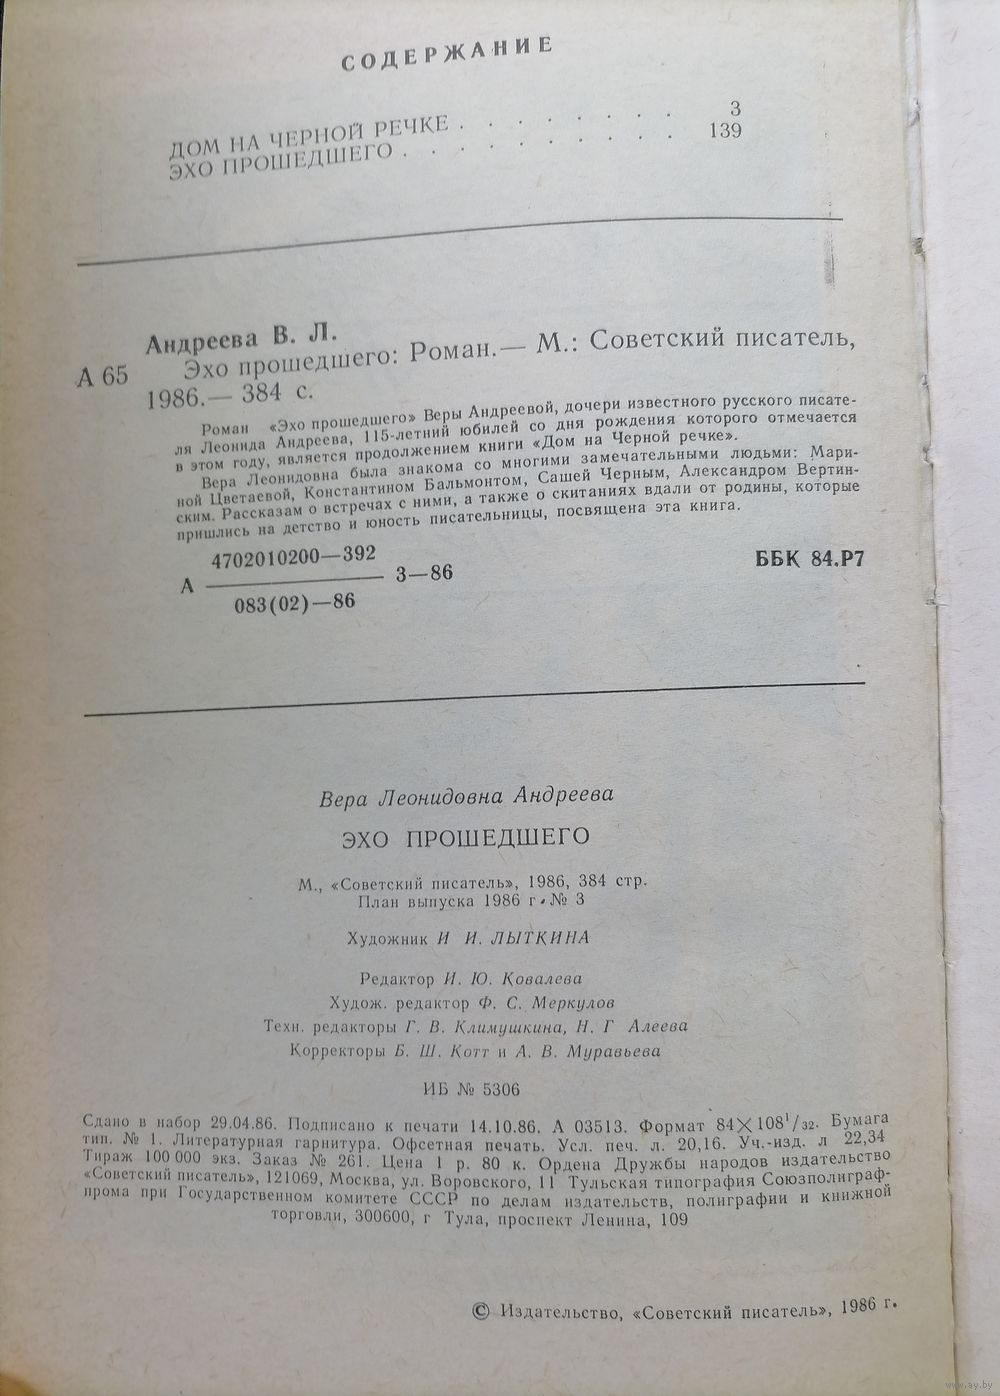 СОДЕРЖАНИЕ
ДОМ НА ЧЕРНОЙ РЕЧКЕ . . . . . . . . 3
ЭХО ПРОШЕДШЕГО . . . . . . . . . . 139
Андреева В. Л.
А 65 Эхо прошедшего: Роман.— М.: Советский писатель,
1986.— 384 с.
Роман «Эхо прошедшего» Веры Андреевой, дочери известного русского писате-
ля Леонида Андреева, 115-летний юбилей со дня рождения которого отмечается
в этом году, является продолжением книги «Дом на Черной речке».
Вера Леонидовна была знакома со многими замечательными людьми: Мари-
ной Цветаевой, Константином Бальмонтом, Сашей Черным, Александром Вертин-
ским. Рассказам о встречах с ними, а также о скитаниях вдали от родины, которые
пришлись на детство и юность писательницы, посвящена эта книга.
4702010200—392
А 3—86
083(02)—86
ББК 84.Р7
Вера Леонидовна Андреева
ЭХО ПРОШЕДШЕГО
М., «Советский писатель», 1986, 384 стр.
План выпуска 1986 г. № 3
Художник И И. ЛЫТКИНА
Редактор И. Ю. Ковалева
Худож. редактор Ф. С. Меркулов
Техн. редакторы Г. В. Климушкина, Н. Г Алеева
Корректоры Б. Ш. Котт и А. В. Муравьева
ИБ № 5306
Сдано в набор 29.04.86. Подписано к печати 14.10.86. А 03513. Формат 84×108¹/₃₂. Бумага
тип. № 1. Литературная гарнитура. Офсетная печать. Усл. печ. л. 20,16. Уч.-изд. л 22,34
Тираж 100 000 экз. Заказ № 261. Цена 1 р. 80 к. Ордена Дружбы народов издательство
«Советский писатель», 121069, Москва, ул. Воровского, 11 Тульская типография Союзполиграф-
прома при Государственном комитете СССР по делам издательств, полиграфии и книжной
торговли, 300600, г Тула, проспект Ленина, 109
© Издательство, «Советский писатель», 1986 г.
www.ay.by